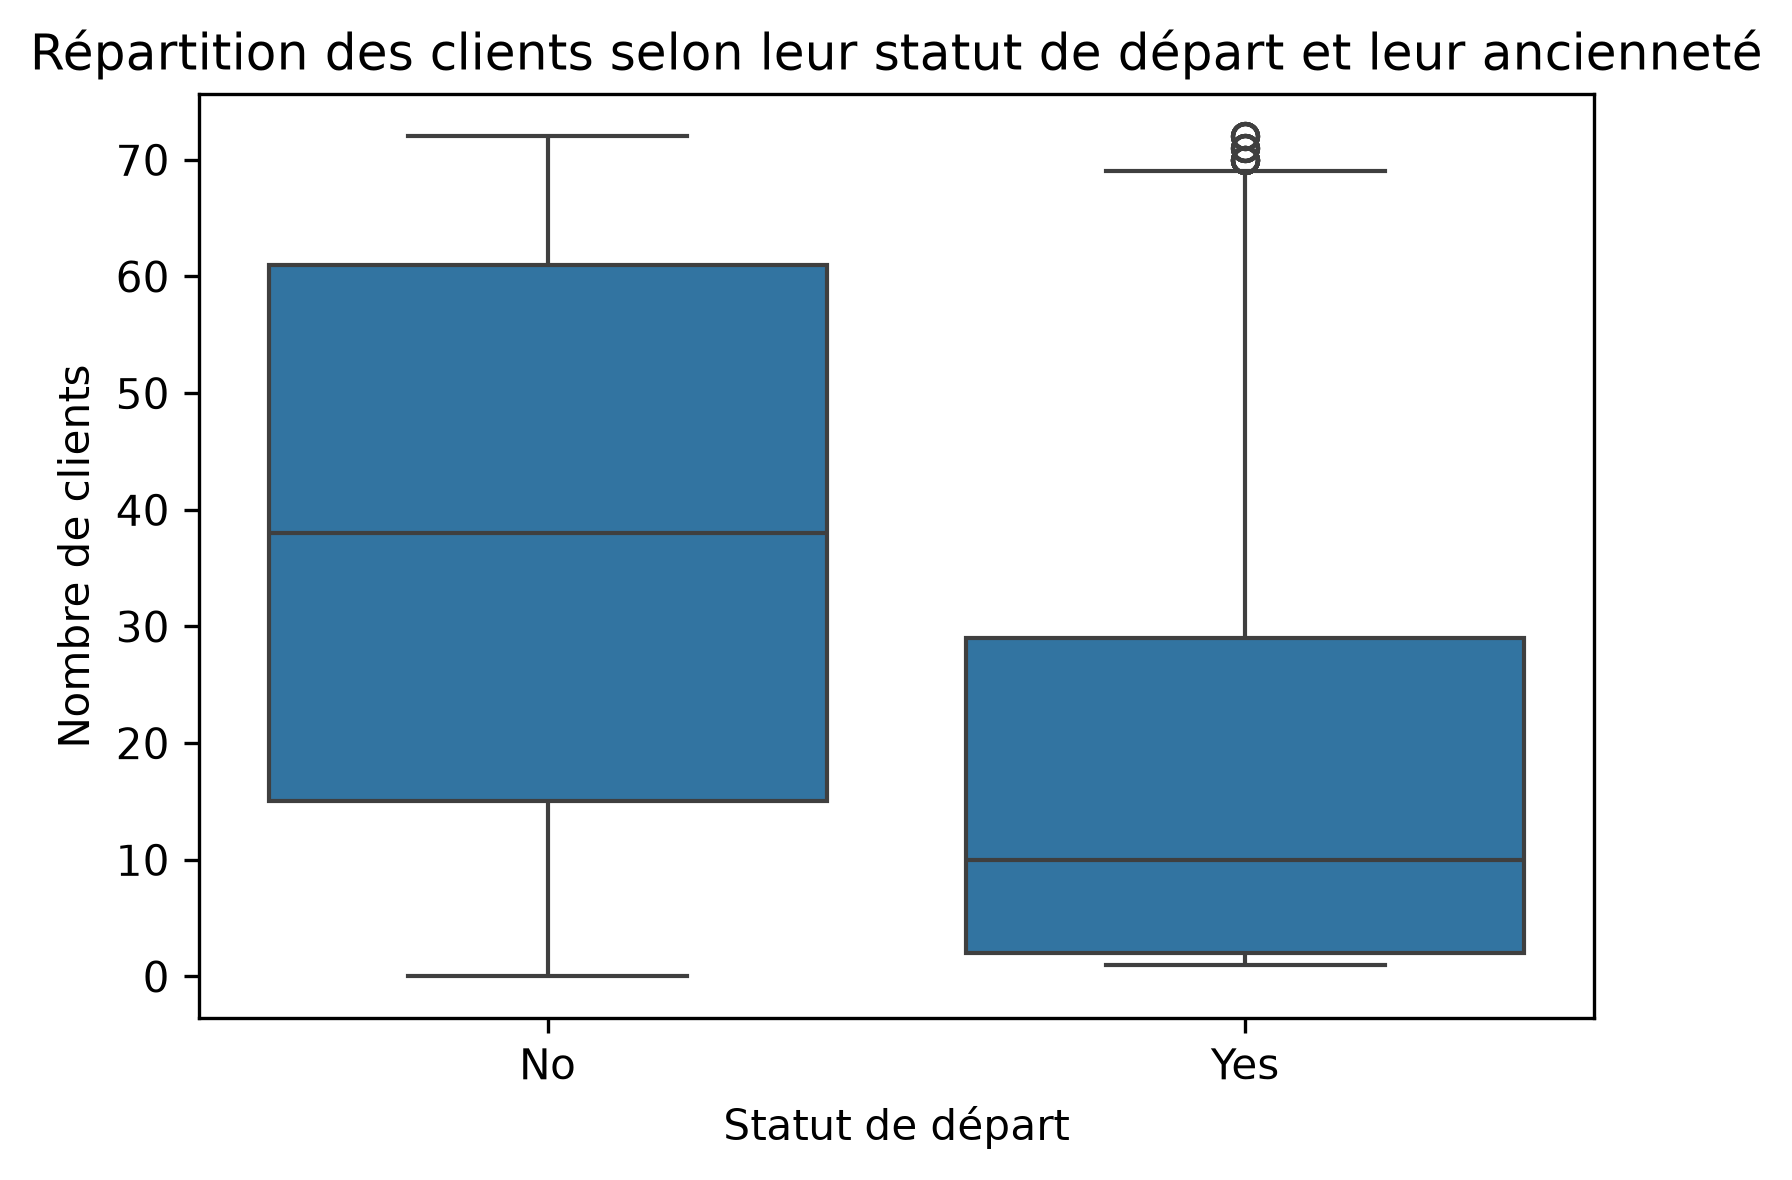 Répartition des clients selon leur statut de départ et leur ancienneté
Nombre de clients
70
60
50
40
30
20
10
0
No
Yes
Statut de départ